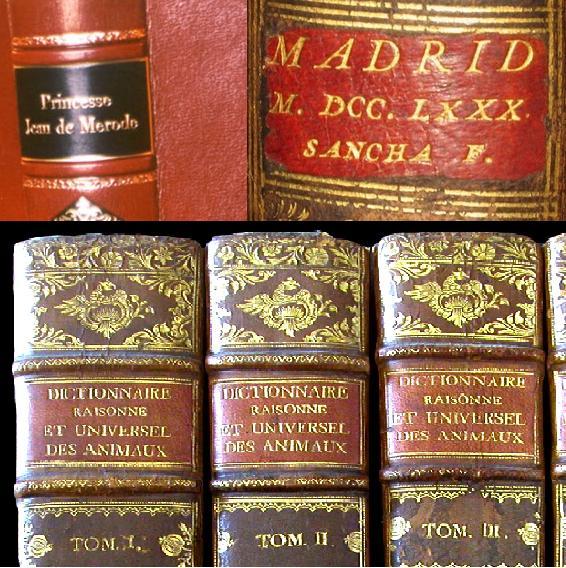 Princesse
Jean de Merode
MADRID
M. DCC. LXXX.
SANCHA F.
DICTIONNAIRE
RAISONNE
ET UNIVERSEL
DES ANIMAUX
TOM. I.
DICTIONNAIRE
RAISONNE
ET UNIVERSEL
DES ANIMAUX
TOM. II
DICTIONNAIRE
RAISONNE
ET UNIVERSEL
DES ANIMAUX
TOM. III.